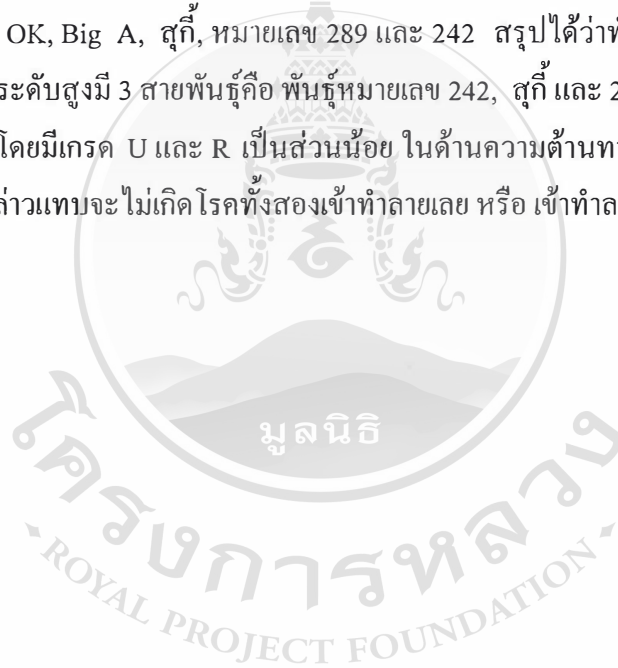 OK, Big A, สุกี้, หมายเลข 289 และ 242 สรุปได้ว่า
ระดับสูงมี 3 สายพันธุ์คือ พันธุ์หมายเลข 242, สุกี้ และ 2
โดยมีเกรด U และ R เป็นส่วนน้อย ในด้านความต้านทา
ล่าวแทบจะไม่เกิดโรคทั้งสองเข้าทำลายเลย หรือ เข้าทำล
มูลนิธิ
โครงการหลวง
ROYAL PROJECT FOUNDATION